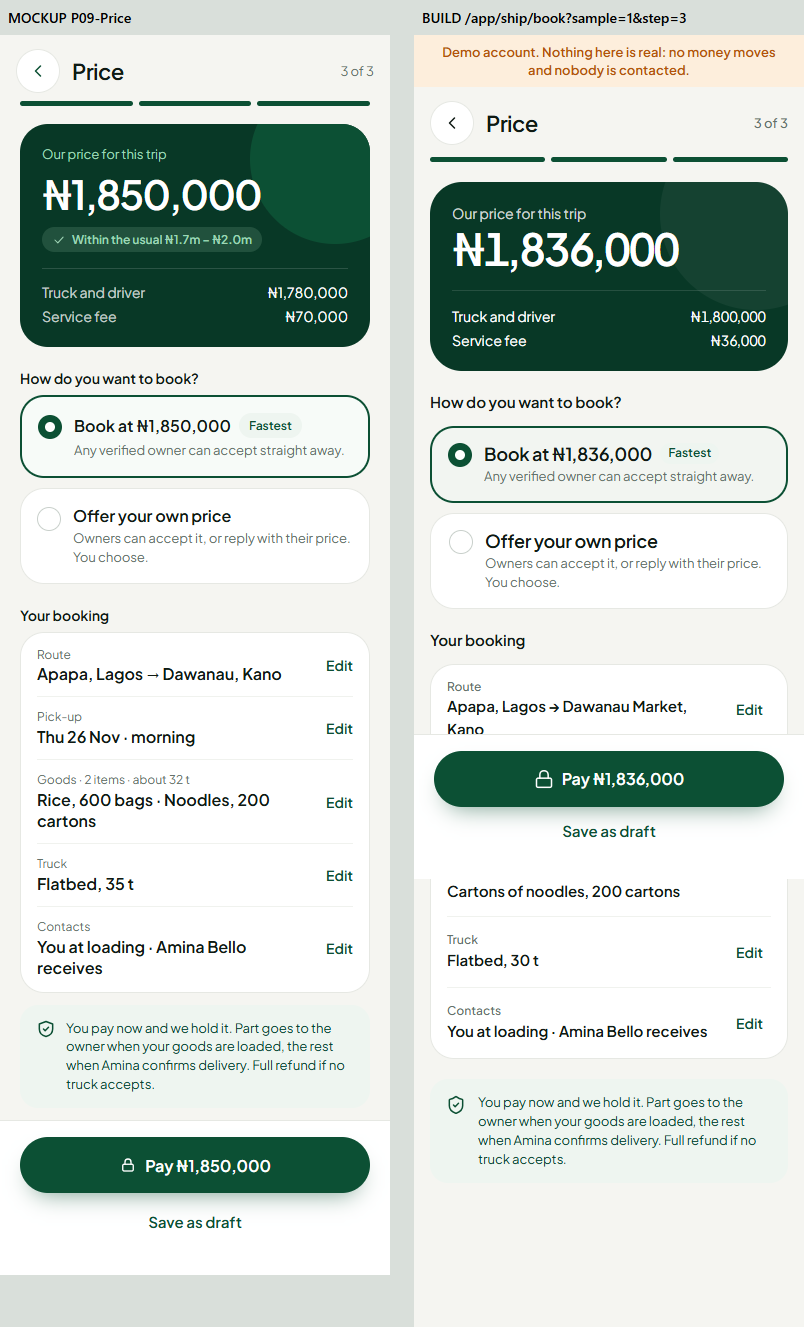 MOCKUP P09-Price
Price
3 of 3
Our price for this trip
₦1,850,000
Within the usual ₦1.7m – ₦2.0m
Truck and driver
₦1,780,000
Service fee
₦70,000
How do you want to book?
Book at ₦1,850,000
Fastest
Any verified owner can accept straight away.
Offer your own price
Owners can accept it, or reply with their price.
You choose.
Your booking
Route
Apapa, Lagos → Dawanau, Kano
Edit
Pick-up
Thu 26 Nov · morning
Edit
Goods · 2 items · about 32 t
Rice, 600 bags · Noodles, 200
cartons
Edit
Truck
Flatbed, 35 t
Edit
Contacts
You at loading · Amina Bello
receives
Edit
You pay now and we hold it. Part goes to the
owner when your goods are loaded, the rest
when Amina confirms delivery. Full refund if no
truck accepts.
Pay ₦1,850,000
Save as draft
BUILD /app/ship/book?sample=1&step=3
Demo account. Nothing here is real: no money moves
and nobody is contacted.
Price
3 of 3
Our price for this trip
₦1,836,000
Truck and driver
₦1,800,000
Service fee
₦36,000
How do you want to book?
Book at ₦1,836,000
Fastest
Any verified owner can accept straight away.
Offer your own price
Owners can accept it, or reply with their price.
You choose.
Your booking
Route
Apapa, Lagos → Dawanau Market,
Kano
Edit
Pay ₦1,836,000
Save as draft
Cartons of noodles, 200 cartons
Truck
Flatbed, 30 t
Edit
Contacts
You at loading · Amina Bello receives
Edit
You pay now and we hold it. Part goes to the
owner when your goods are loaded, the rest
when Amina confirms delivery. Full refund if no
truck accepts.